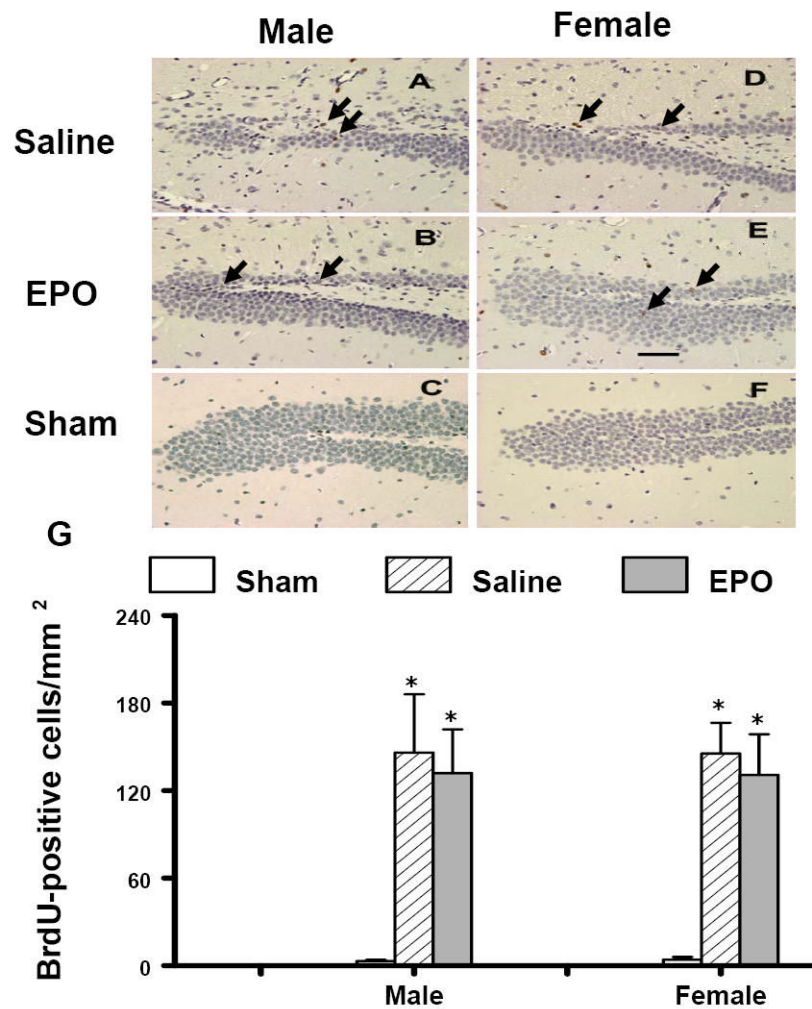 Male Female
A D
Saline
B E
EPO
C F
Sham
G
Sham Saline EPO
BrdU-positive cells/mm 2
240
* *
180 * *
120
60
0
Male Female